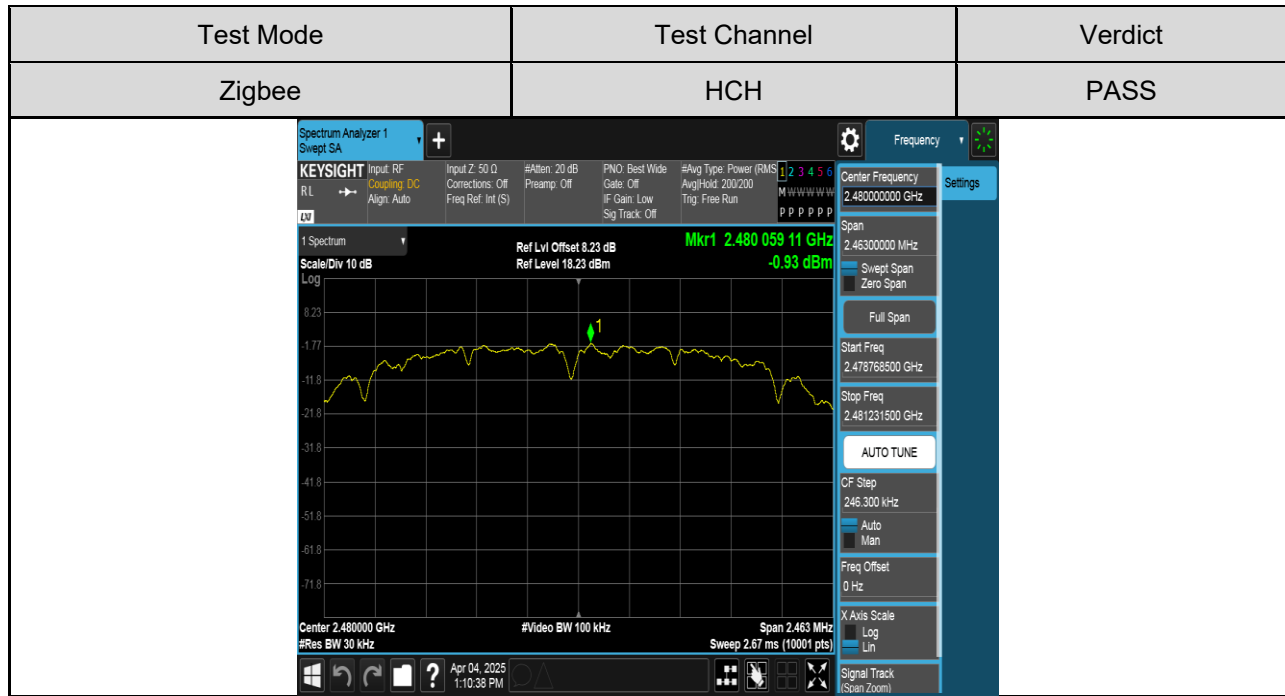 Test Mode Test Channel Verdict
Zigbee HCH PASS
Spectrum Analyzer 1
Swept SA
+
Frequency
KEYSIGHT
RL
LXI
Input: RF
Coupling: DC
Align: Auto
Input Z: 50 Ω
Corrections: Off
Freq Ref: Int (S)
#Atten: 20 dB
Preamp: Off
PNO: Best Wide
Gate: Off
IF Gain: Low
Sig Track: Off
#Avg Type: Power (RMS
Avg|Hold: 200/200
Trig: Free Run
1 2 3 4 5 6
M W W W W W
P P P P P P
1 Spectrum
Scale/Div 10 dB
Log
Ref Lvl Offset 8.23 dB
Ref Level 18.23 dBm
Mkr1 2.480 059 11 GHz
-0.93 dBm
8.23
-1.77
-11.8
-21.8
-31.8
-41.8
-51.8
-61.8
-71.8
1
Center 2.480000 GHz
#Res BW 30 kHz
#Video BW 100 kHz
Span 2.463 MHz
Sweep 2.67 ms (10001 pts)
?
Apr 04, 2025
1:10:38 PM
Center Frequency
2.480000000 GHz
Settings
Span
2.46300000 MHz
Swept Span
Zero Span
Full Span
Start Freq
2.478768500 GHz
Stop Freq
2.481231500 GHz
AUTO TUNE
CF Step
246.300 kHz
Auto
Man
Freq Offset
0 Hz
X Axis Scale
Log
Lin
Signal Track
(Span Zoom)